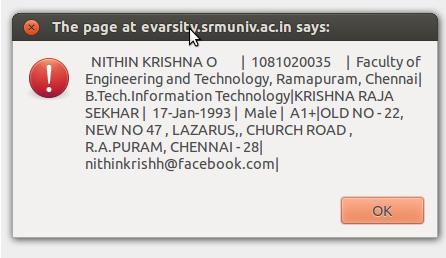 The page at evarsity.srmuniv.ac.in says:
NITHIN KRISHNA O | 1081020035 | Faculty of
Engineering and Technology, Ramapuram, Chennai|
B.Tech.Information Technology|KRISHNA RAJA
SEKHAR | 17-Jan-1993 | Male | A1+|OLD NO - 22,
NEW NO 47 , LAZARUS,, CHURCH ROAD ,
R.A.PURAM, CHENNAI - 28|
nithinkrishh@facebook.com|
OK